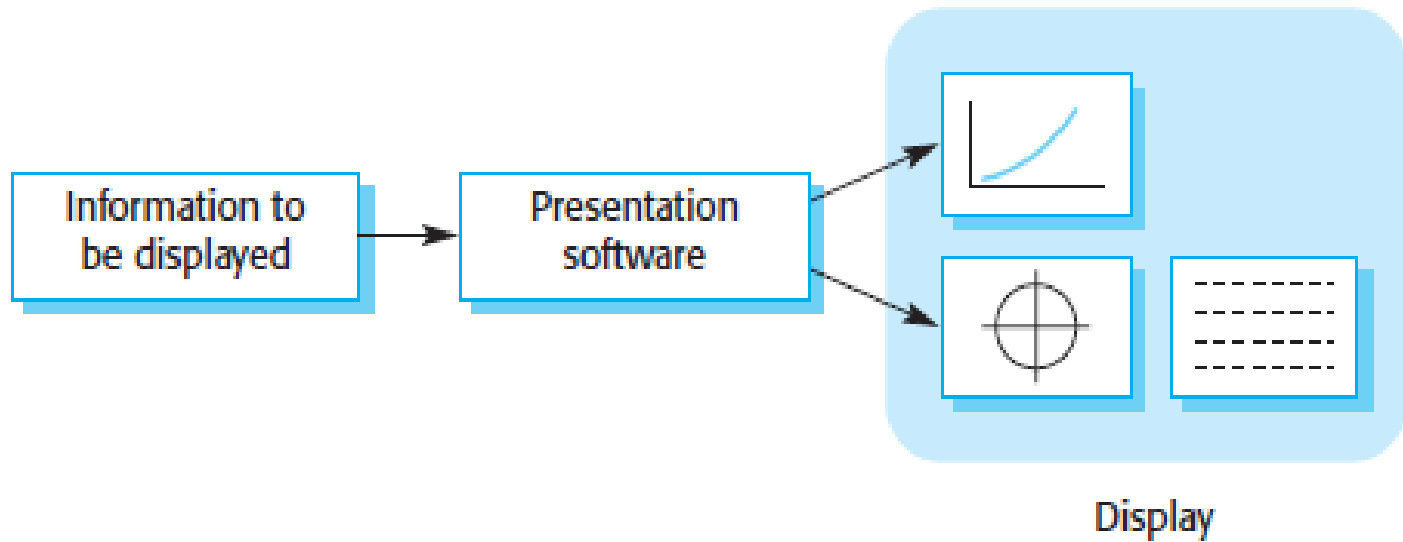 Information to
be displayed
Presentation
software
Display